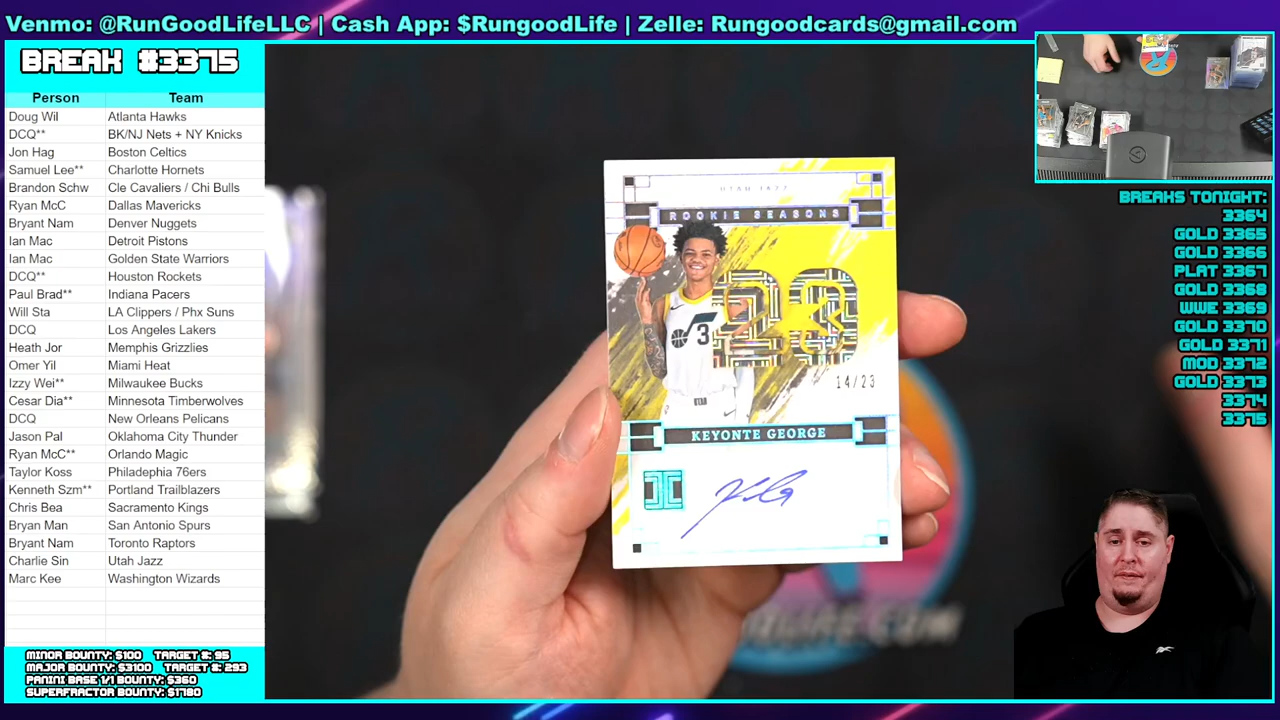 Venmo: @RunGoodLifeLLC | Cash App: $RungoodLife | Zelle: Rungoodcards@gmail.com
BREAK #3375
Person Team
Doug Wil Atlanta Hawks
DCQ** BK/NJ Nets + NY Knicks
Jon Hag Boston Celtics
Samuel Lee** Charlotte Hornets
Brandon Schw Cle Cavaliers / Chi Bulls
Ryan McC Dallas Mavericks
Bryant Nam Denver Nuggets
Ian Mac Detroit Pistons
Ian Mac Golden State Warriors
DCQ** Houston Rockets
Paul Brad** Indiana Pacers
Will Sta LA Clippers / Phx Suns
DCQ Los Angeles Lakers
Heath Jor Memphis Grizzlies
Omer Yil Miami Heat
Izzy Wei** Milwaukee Bucks
Cesar Dia** Minnesota Timberwolves
DCQ New Orleans Pelicans
Jason Pal Oklahoma City Thunder
Ryan McC** Orlando Magic
Taylor Koss Philadephia 76ers
Kenneth Szm** Portland Trailblazers
Chris Bea Sacramento Kings
Bryan Man San Antonio Spurs
Bryant Nam Toronto Raptors
Charlie Sin Utah Jazz
Marc Kee Washington Wizards
MINOR BOUNTY: $100 TARGET #: 95
MAJOR BOUNTY: $3100 TARGET #: 293
PANINI BASE 1/1 BOUNTY: $360
SUPERFRACTOR BOUNTY: $1780
UTAH JAZZ
ROOKIE SEASONS
23
3
14/23
KEYONTE GEORGE
BREAKS TONIGHT:
3364
GOLD 3365
GOLD 3366
PLAT 3367
GOLD 3368
WWE 3369
GOLD 3370
GOLD 3371
MOD 3372
GOLD 3373
3374
3375